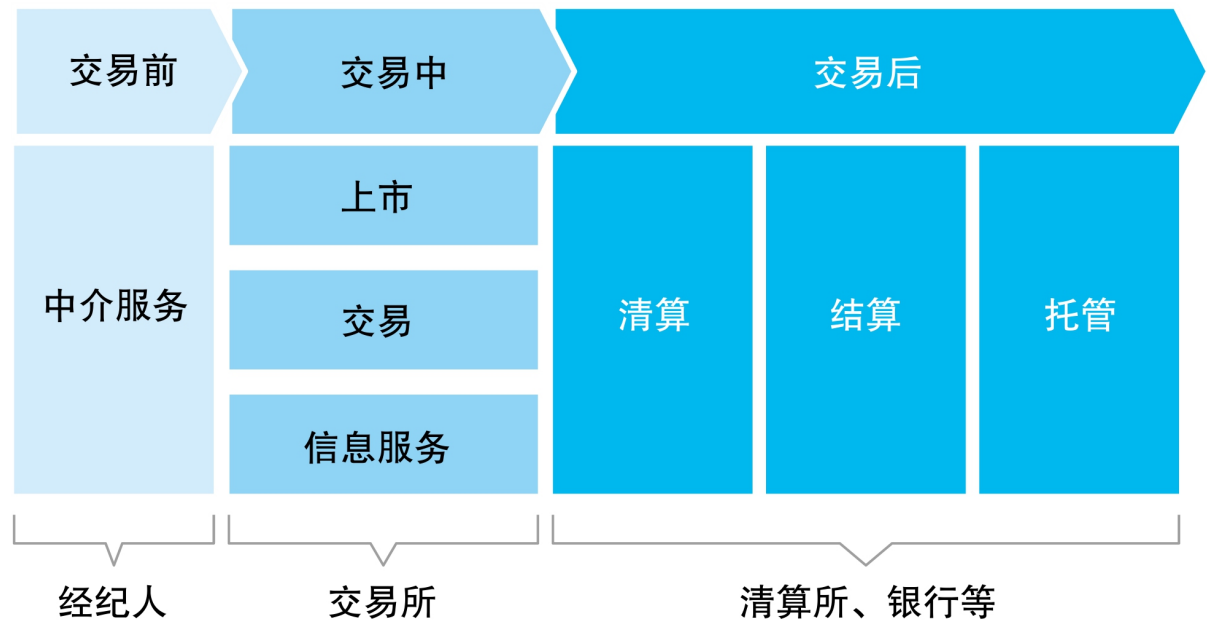 交易前
交易中
交易后
中介服务
上市
交易
信息服务
清算
结算
托管
经纪人
交易所
清算所、银行等